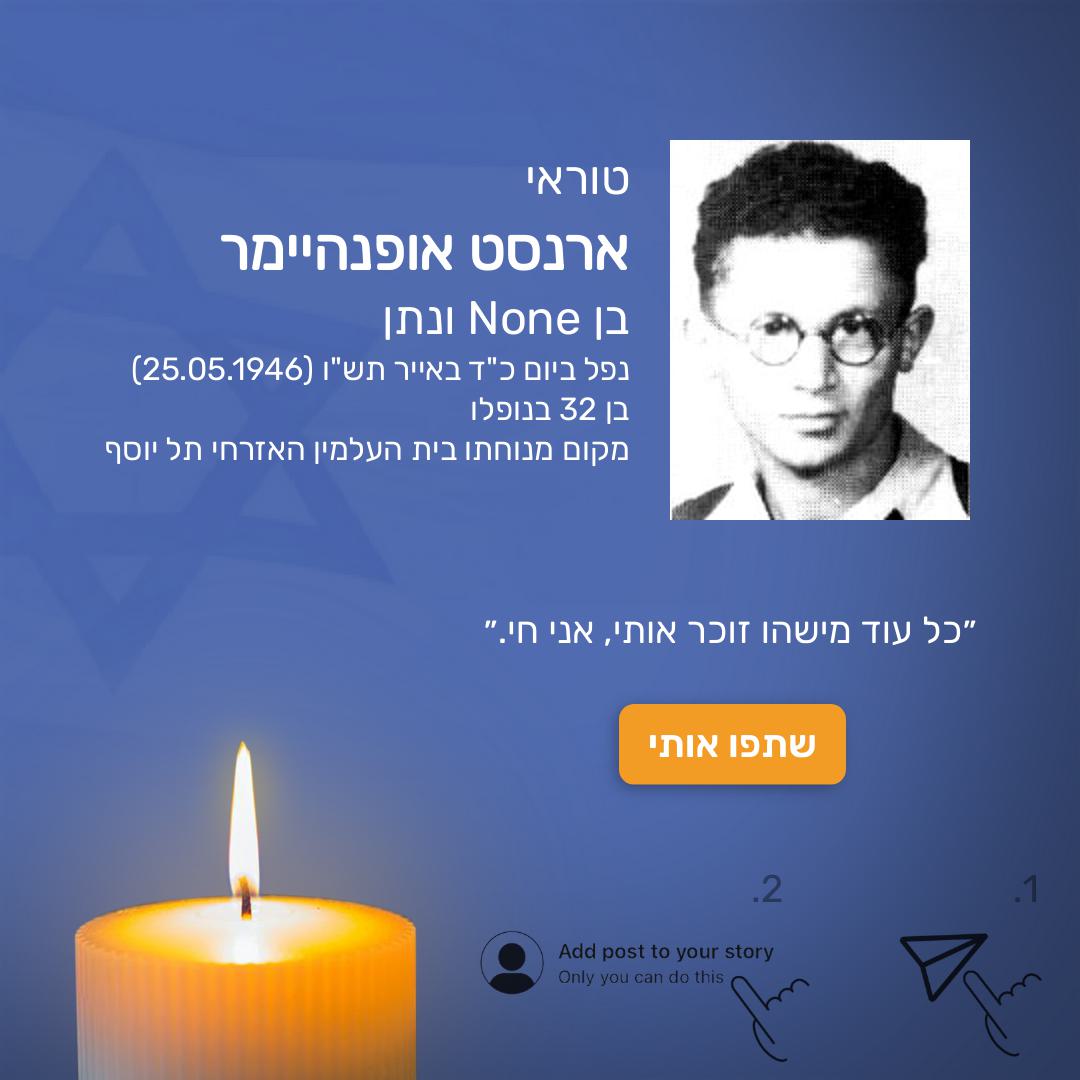 טוראי
ארנסט אופנהיימר
בן None ונתן
נפל ביום כ"ד באייר תש"ו (25.05.1946)
בן 32 בנופלו
מקום מנוחתו בית העלמין האזרחי תל יוסף
״כל עוד מישהו זוכר אותי, אני חי.״
שתפו אותי
1.
2.
Add post to your story
Only you can do this